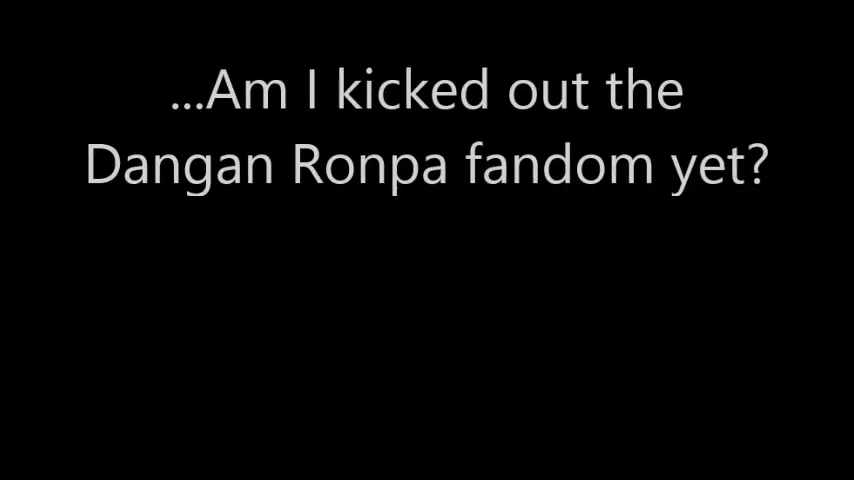 ...Am I kicked out the
Dangan Ronpa fandom yet?